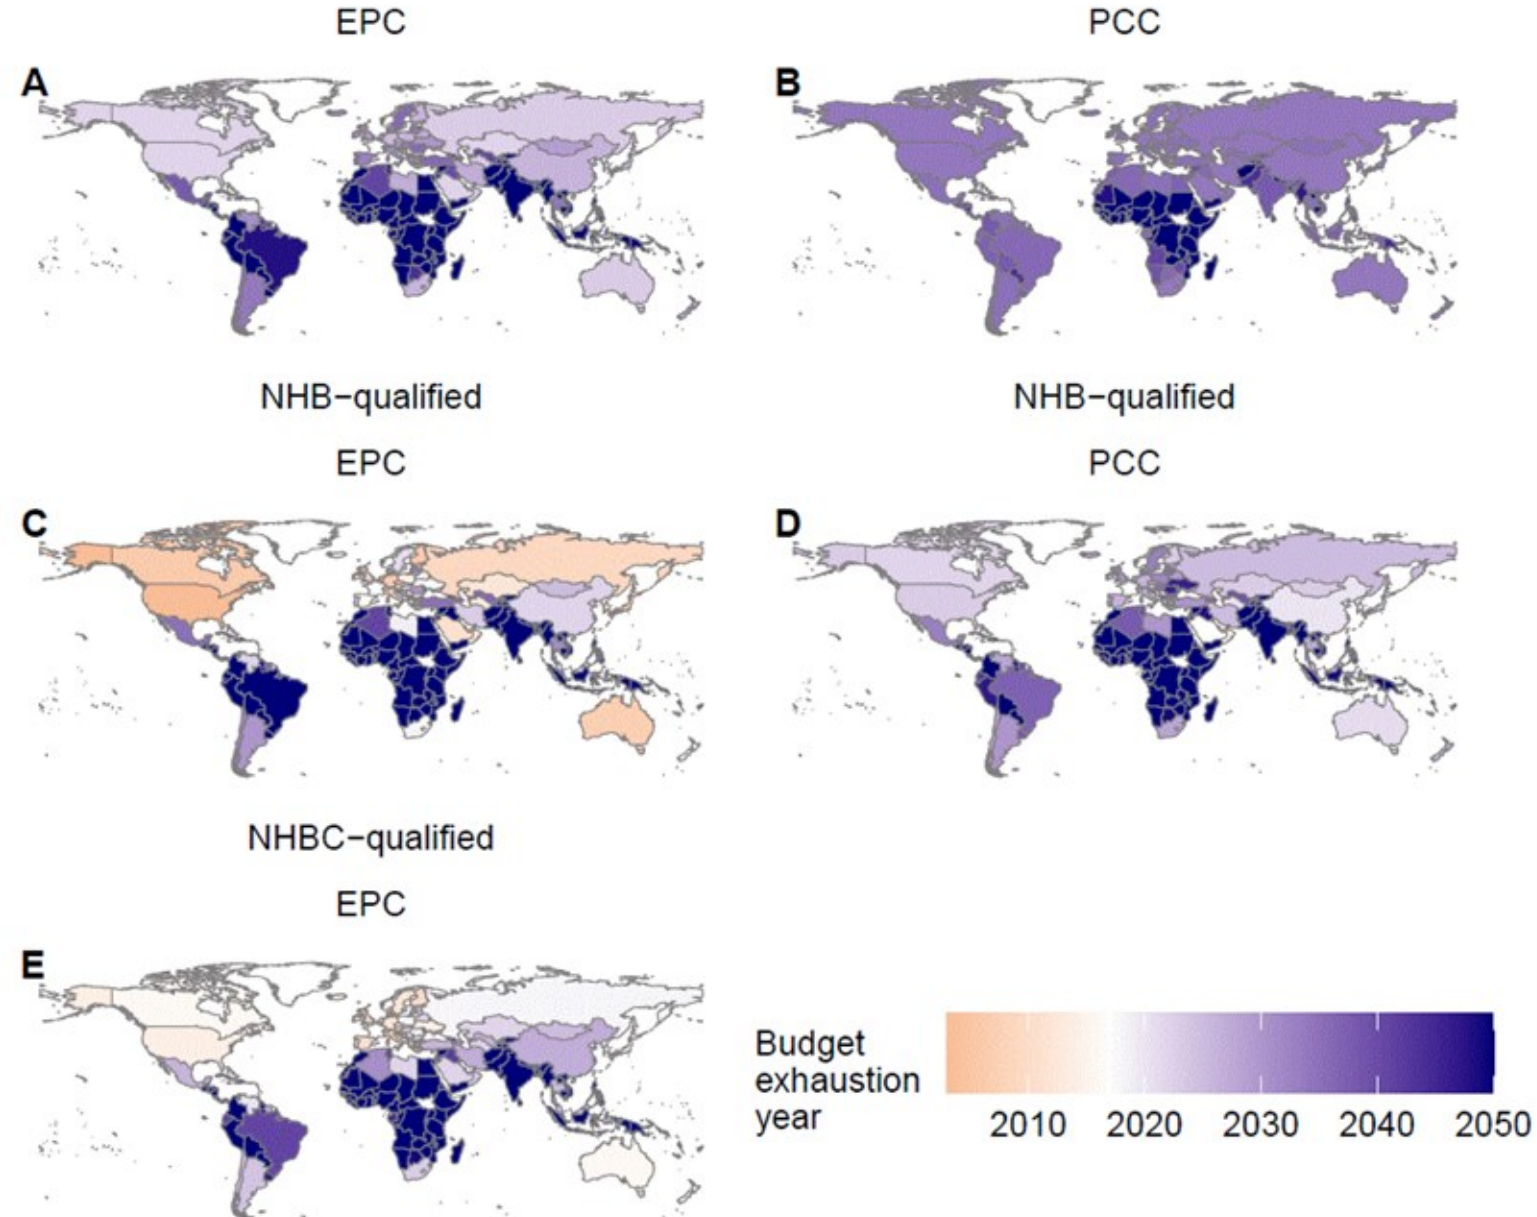 EPC
PCC
A
B
NHB−qualified
NHB−qualified
EPC
PCC
C
D
NHBC−qualified
EPC
E
Budget
exhaustion
year
2010 2020 2030 2040 2050